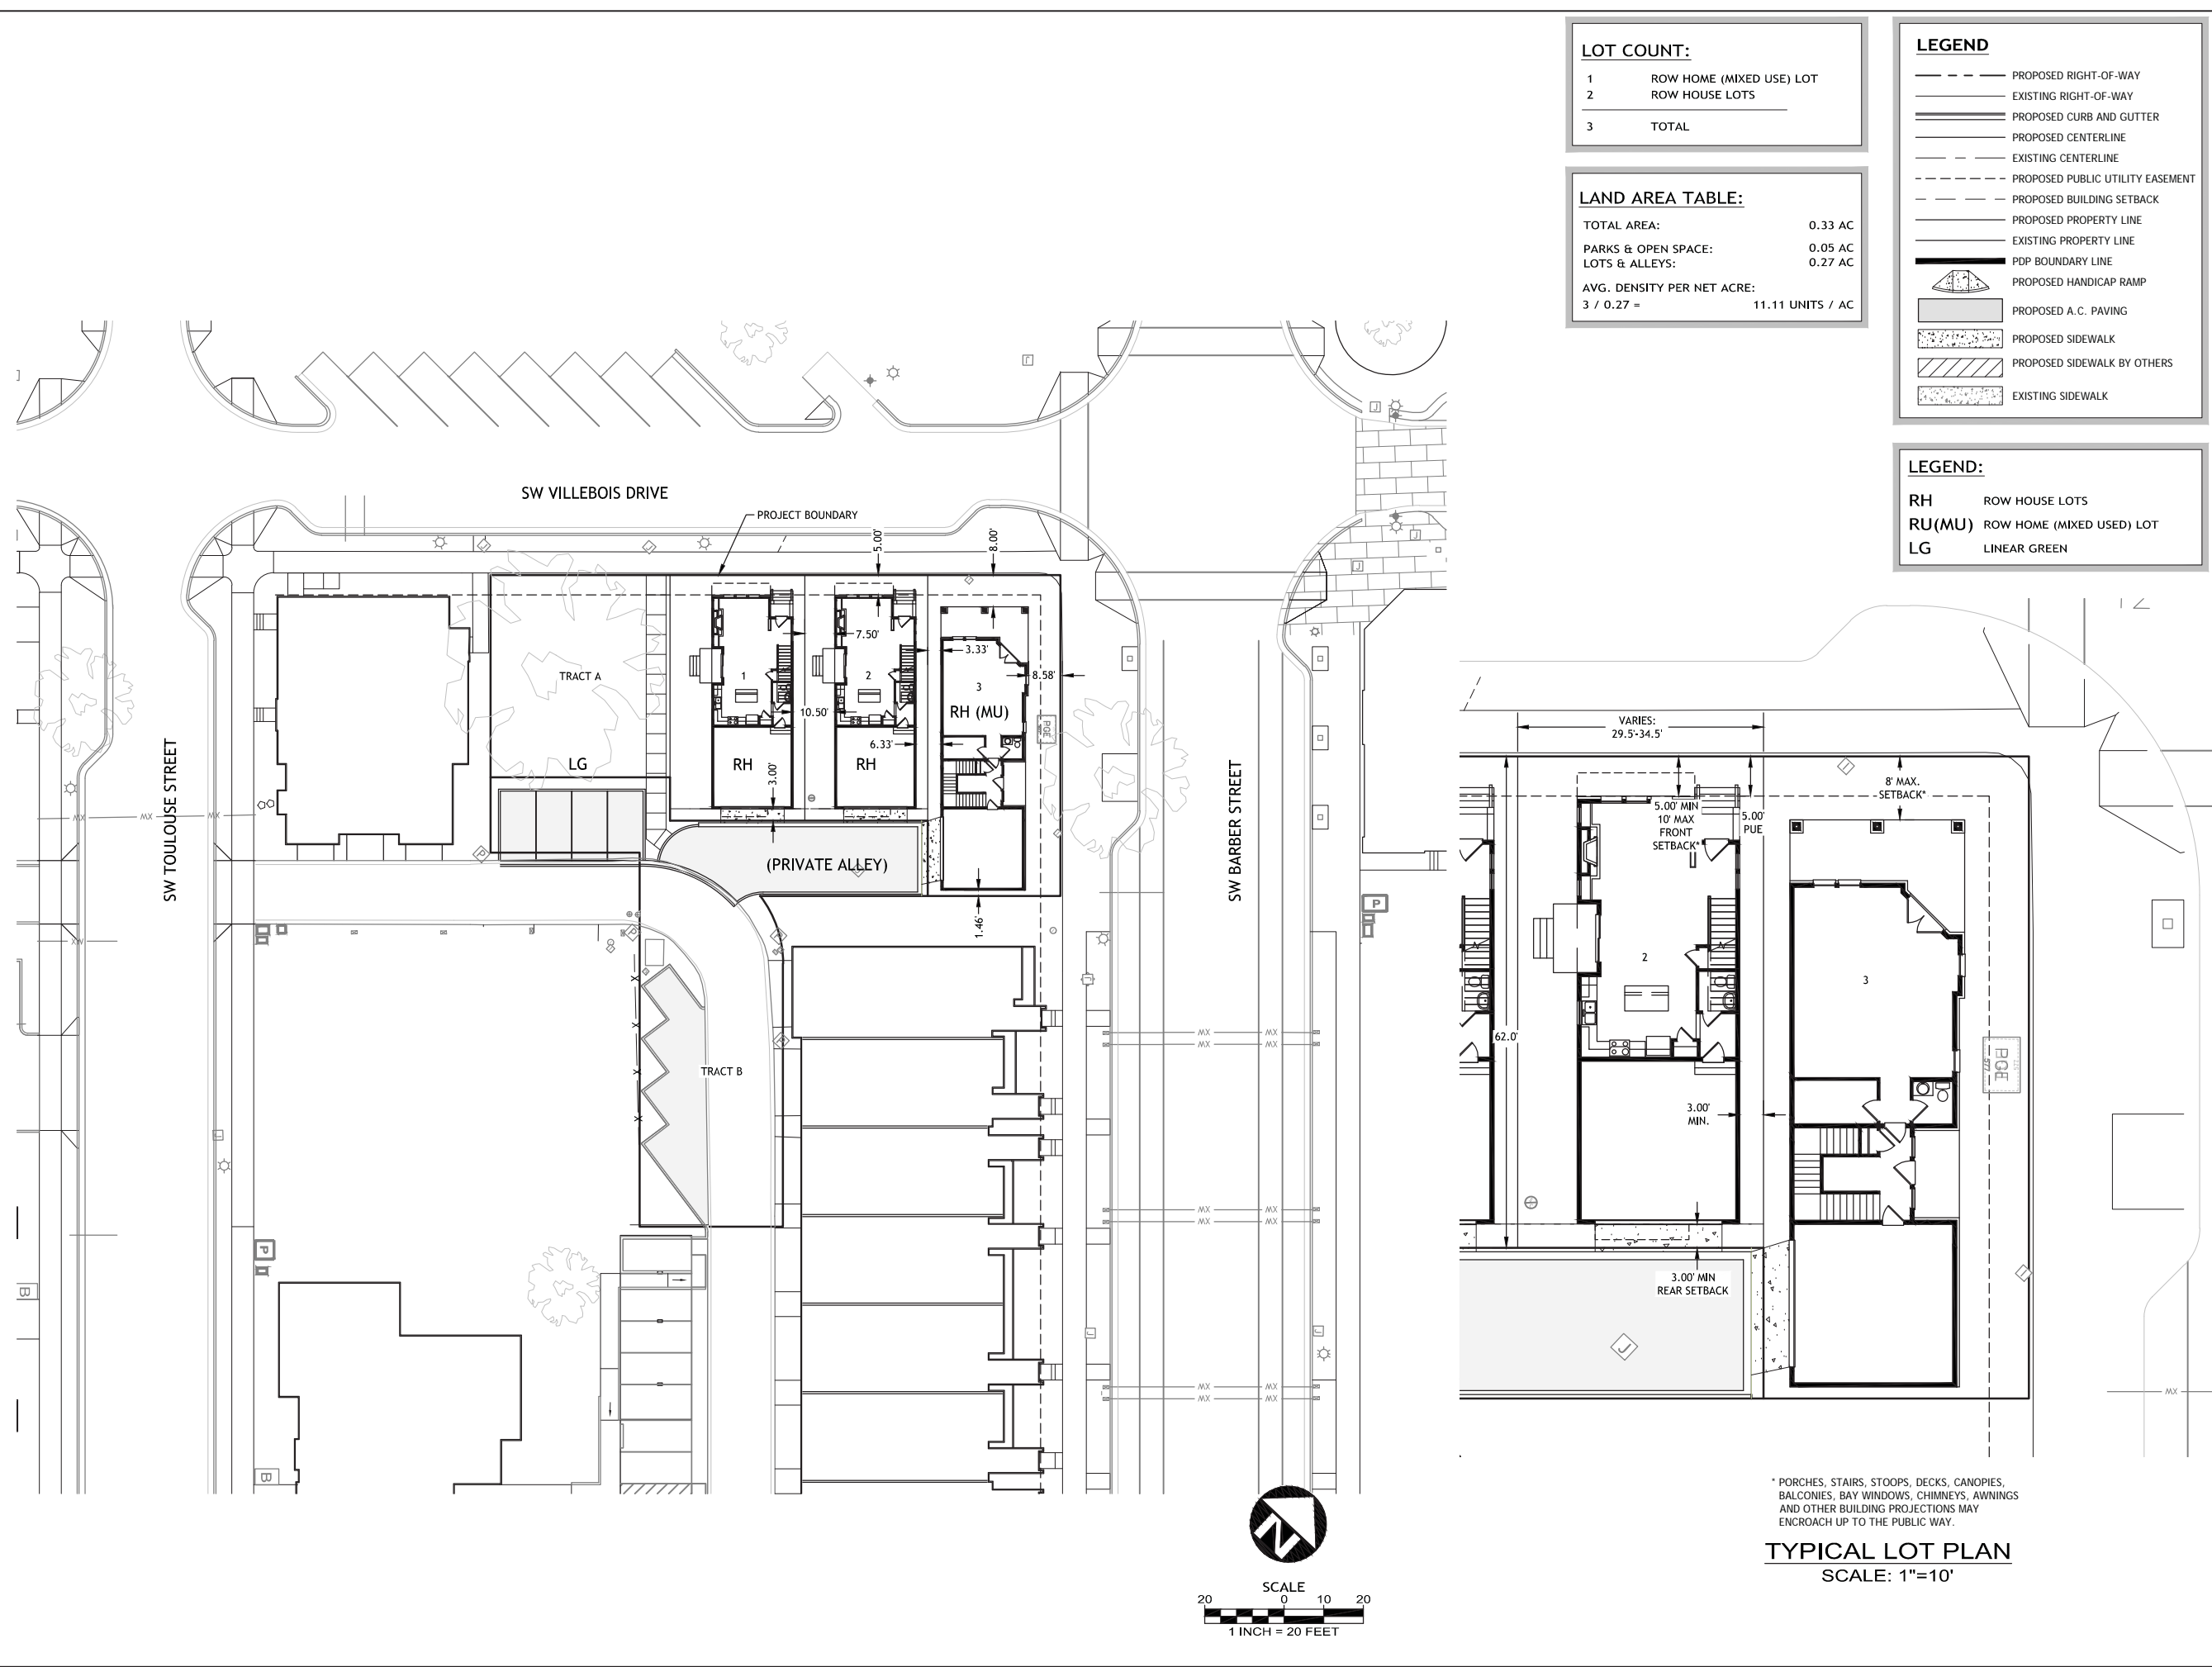 LOT COUNT:
1 ROW HOME (MIXED USE) LOT
2 ROW HOUSE LOTS
3 TOTAL
LAND AREA TABLE:
TOTAL AREA: 0.33 AC
PARKS & OPEN SPACE: 0.05 AC
LOTS & ALLEYS: 0.27 AC
AVG. DENSITY PER NET ACRE:
3 / 0.27 = 11.11 UNITS / AC
LEGEND
PROPOSED RIGHT-OF-WAY
EXISTING RIGHT-OF-WAY
PROPOSED CURB AND GUTTER
PROPOSED CENTERLINE
EXISTING CENTERLINE
PROPOSED PUBLIC UTILITY EASEMENT
PROPOSED BUILDING SETBACK
PROPOSED PROPERTY LINE
EXISTING PROPERTY LINE
PDP BOUNDARY LINE
PROPOSED HANDICAP RAMP
PROPOSED A.C. PAVING
PROPOSED SIDEWALK
PROPOSED SIDEWALK BY OTHERS
EXISTING SIDEWALK
LEGEND:
RH ROW HOUSE LOTS
RU(MU) ROW HOME (MIXED USED) LOT
LG LINEAR GREEN
SW VILLEBOIS DRIVE
PROJECT BOUNDARY
5.00'
8.00'
7.50'
3.33'
TRACT A
1
2
3
8.58'
10.50'
RH (MU)
PGE
6.33'
LG
RH
3.00'
RH
SW TOULOUSE STREET
SW BARBER STREET
(PRIVATE ALLEY)
1.46'
TRACT B
P
P
B
B
VARIES:
29.5'-34.5'
8' MAX.
SETBACK*
5.00' MIN
10' MAX
FRONT
SETBACK*
5.00'
PUE
2
3
62.0'
PGE
577
3.00'
MIN.
3.00' MIN
REAR SETBACK
J
* PORCHES, STAIRS, STOOPS, DECKS, CANOPIES,
BALCONIES, BAY WINDOWS, CHIMNEYS, AWNINGS
AND OTHER BUILDING PROJECTIONS MAY
ENCROACH UP TO THE PUBLIC WAY.
TYPICAL LOT PLAN
SCALE: 1"=10'
N
SCALE
20 0 10 20
1 INCH = 20 FEET